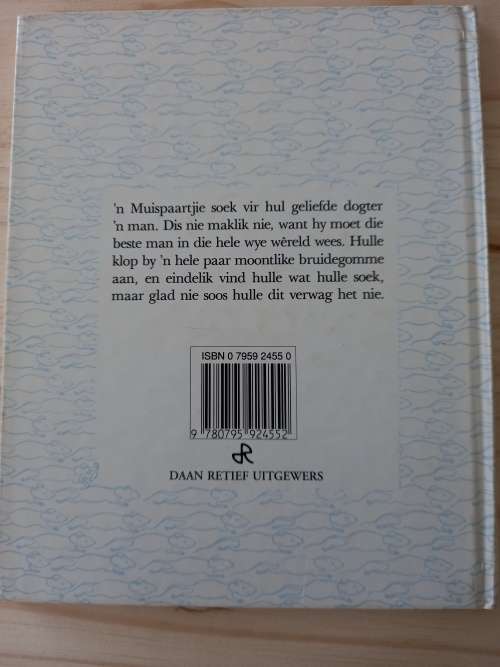 'n Muispaartjie soek vir hul geliefde dogter
'n man. Dis nie maklik nie, want hy moet die
beste man in die hele wye wêreld wees. Hulle
klop by 'n hele paar moontlike bruidegomme
aan, en eindelik vind hulle wat hulle soek,
maar glad nie soos hulle dit verwag het nie.
ISBN 0 7959 2455 0
9 780795 924552
DAAN RETIEF UITGEWERS